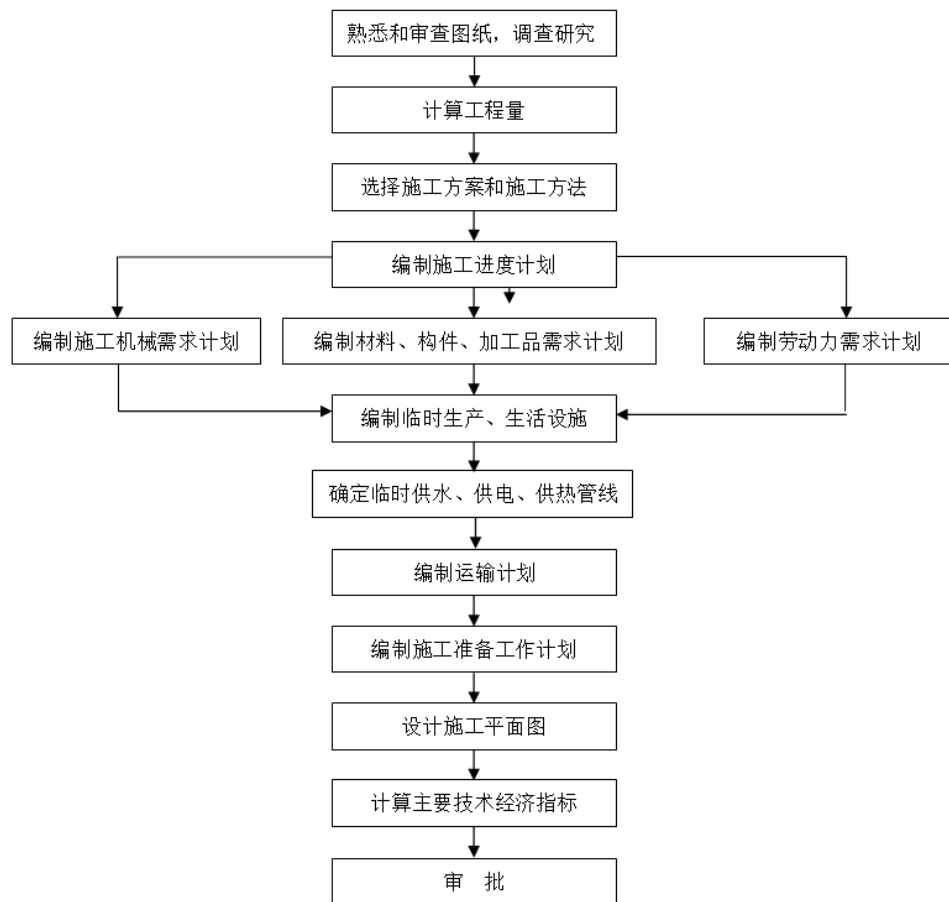 熟悉和审查图纸，调查研究
计算工程量
选择施工方案和施工方法
编制施工进度计划
编制施工机械需求计划
编制材料、构件、加工品需求计划
编制劳动力需求计划
编制临时生产、生活设施
确定临时供水、供电、供热管线
编制运输计划
编制施工准备工作计划
设计施工平面图
计算主要技术经济指标
审 批